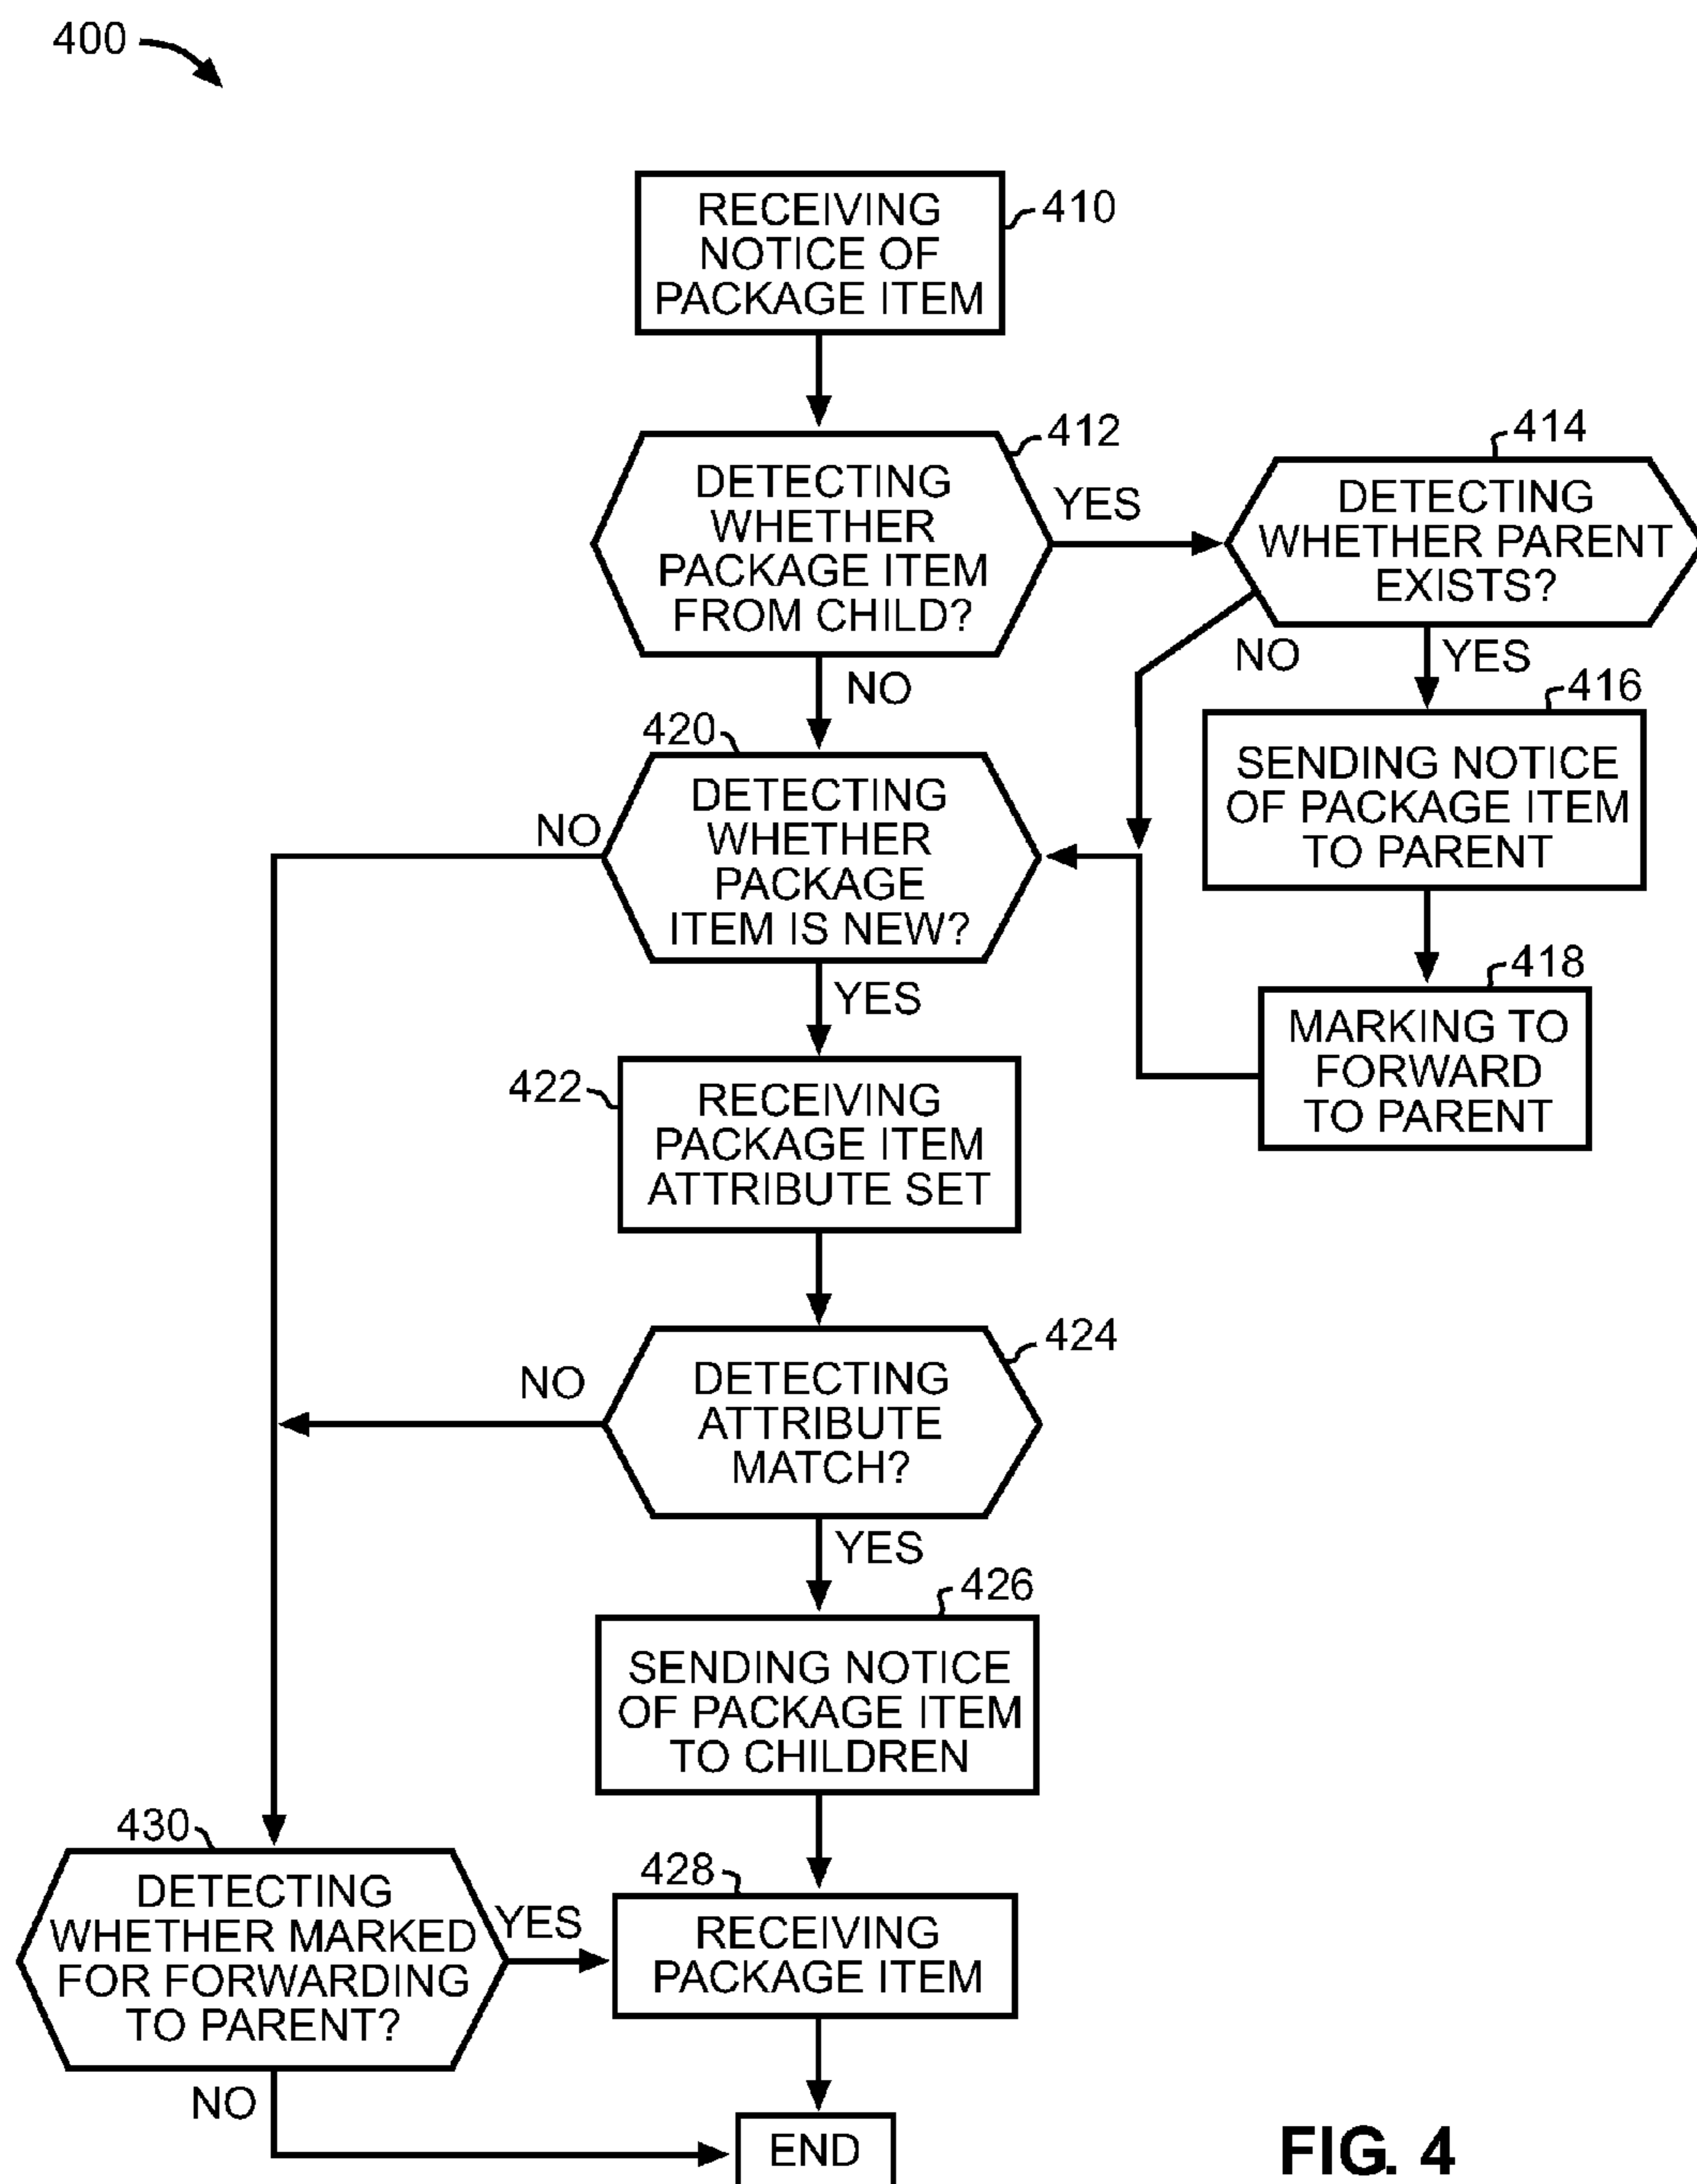 400
RECEIVING
NOTICE OF
PACKAGE ITEM
410
DETECTING
WHETHER
PACKAGE ITEM
FROM CHILD?
412
YES
NO
DETECTING
WHETHER PARENT
EXISTS?
414
NO
YES
SENDING NOTICE
OF PACKAGE ITEM
TO PARENT
416
MARKING TO
FORWARD
TO PARENT
418
420
DETECTING
WHETHER
PACKAGE
ITEM IS NEW?
NO
YES
422
RECEIVING
PACKAGE ITEM
ATTRIBUTE SET
424
DETECTING
ATTRIBUTE
MATCH?
NO
YES
426
SENDING NOTICE
OF PACKAGE ITEM
TO CHILDREN
430
DETECTING
WHETHER MARKED
FOR FORWARDING
TO PARENT?
YES
NO
428
RECEIVING
PACKAGE ITEM
END
FIG. 4